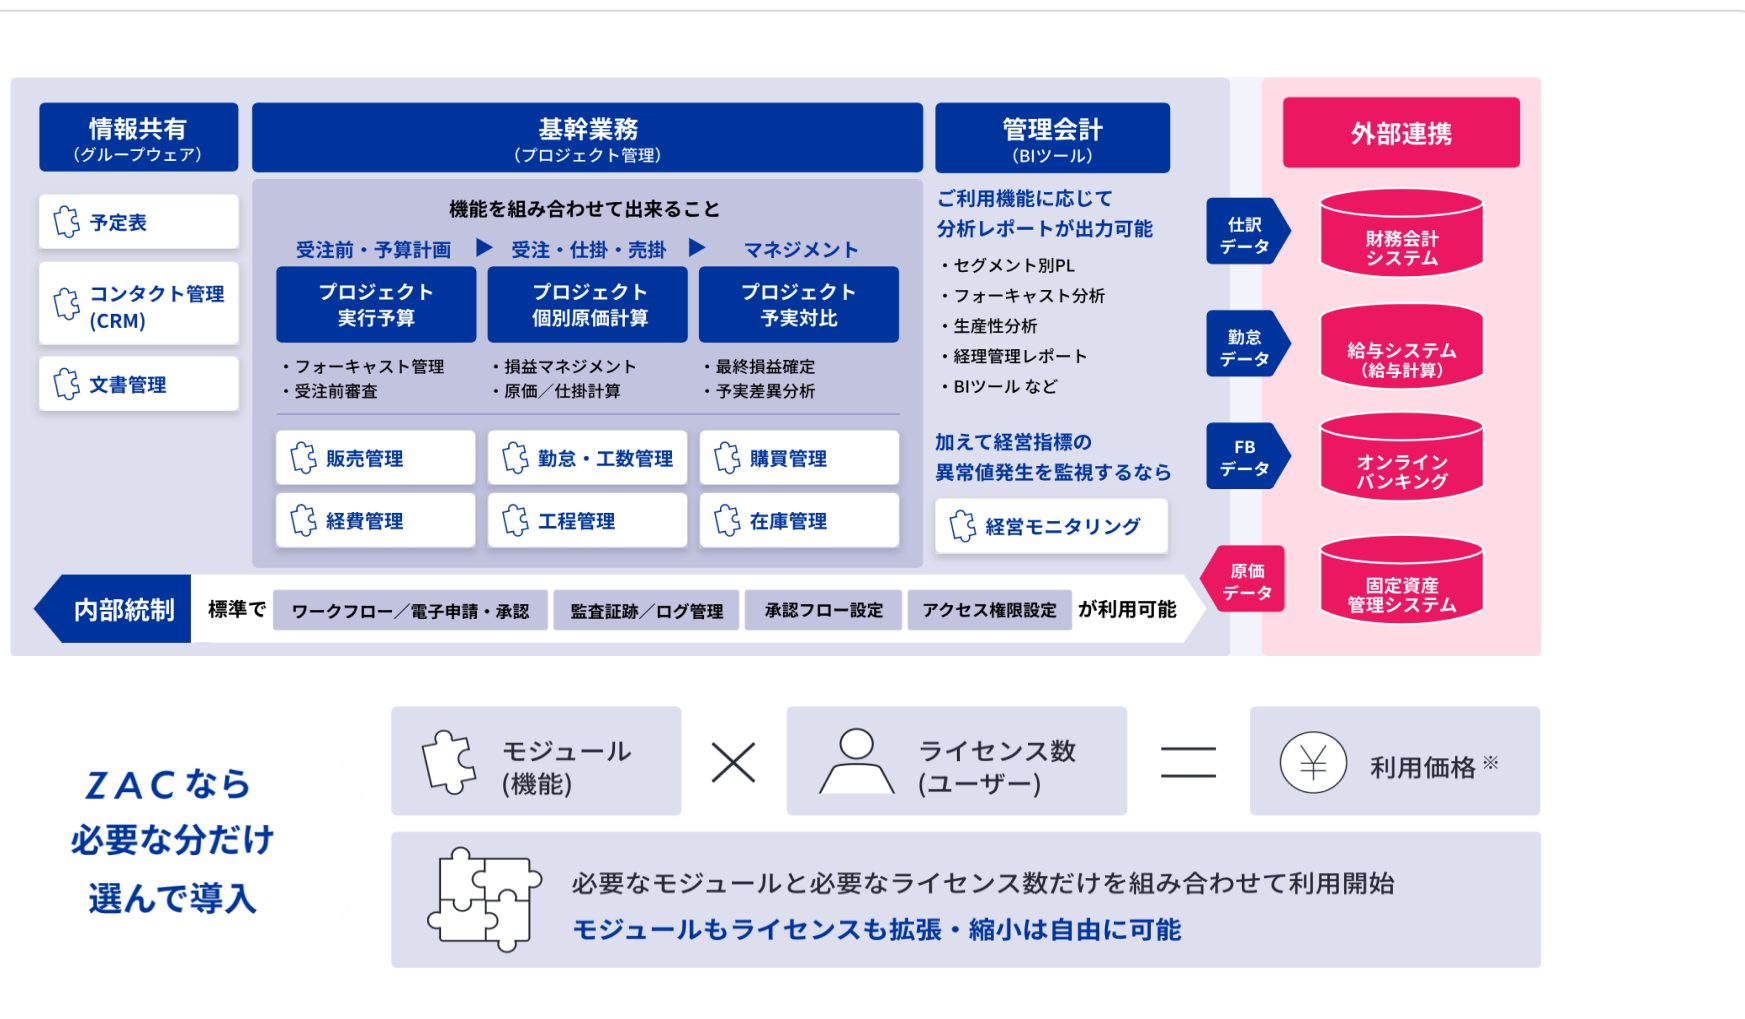 情報共有
（グループウェア）
予定表
コンタクト管理
(CRM)
文書管理
基幹業務
（プロジェクト管理）
機能を組み合わせて出来ること
受注前・予算計画 ▶ 受注・仕掛・売掛 ▶ マネジメント
プロジェクト
実行予算
・フォーキャスト管理
・受注前審査
プロジェクト
個別原価計算
・損益マネジメント
・原価／仕掛計算
プロジェクト
予実対比
・最終損益確定
・予実差異分析
販売管理
勤怠・工数管理
購買管理
経費管理
工程管理
在庫管理
管理会計
（BIツール）
ご利用機能に応じて
分析レポートが出力可能
・セグメント別PL
・フォーキャスト分析
・生産性分析
・経理管理レポート
・BIツール など
加えて経営指標の
異常値発生を監視するなら
経営モニタリング
外部連携
仕訳
データ
財務会計
システム
勤怠
データ
給与システム
（給与計算）
FB
データ
オンライン
バンキング
原価
データ
固定資産
管理システム
内部統制
標準で ワークフロー／電子申請・承認 監査証跡／ログ管理 承認フロー設定 アクセス権限設定 が利用可能
ZACなら
必要な分だけ
選んで導入
モジュール
(機能)
×
ライセンス数
(ユーザー)
＝
¥
利用価格※
必要なモジュールと必要なライセンス数だけを組み合わせて利用開始
モジュールもライセンスも拡張・縮小は自由に可能